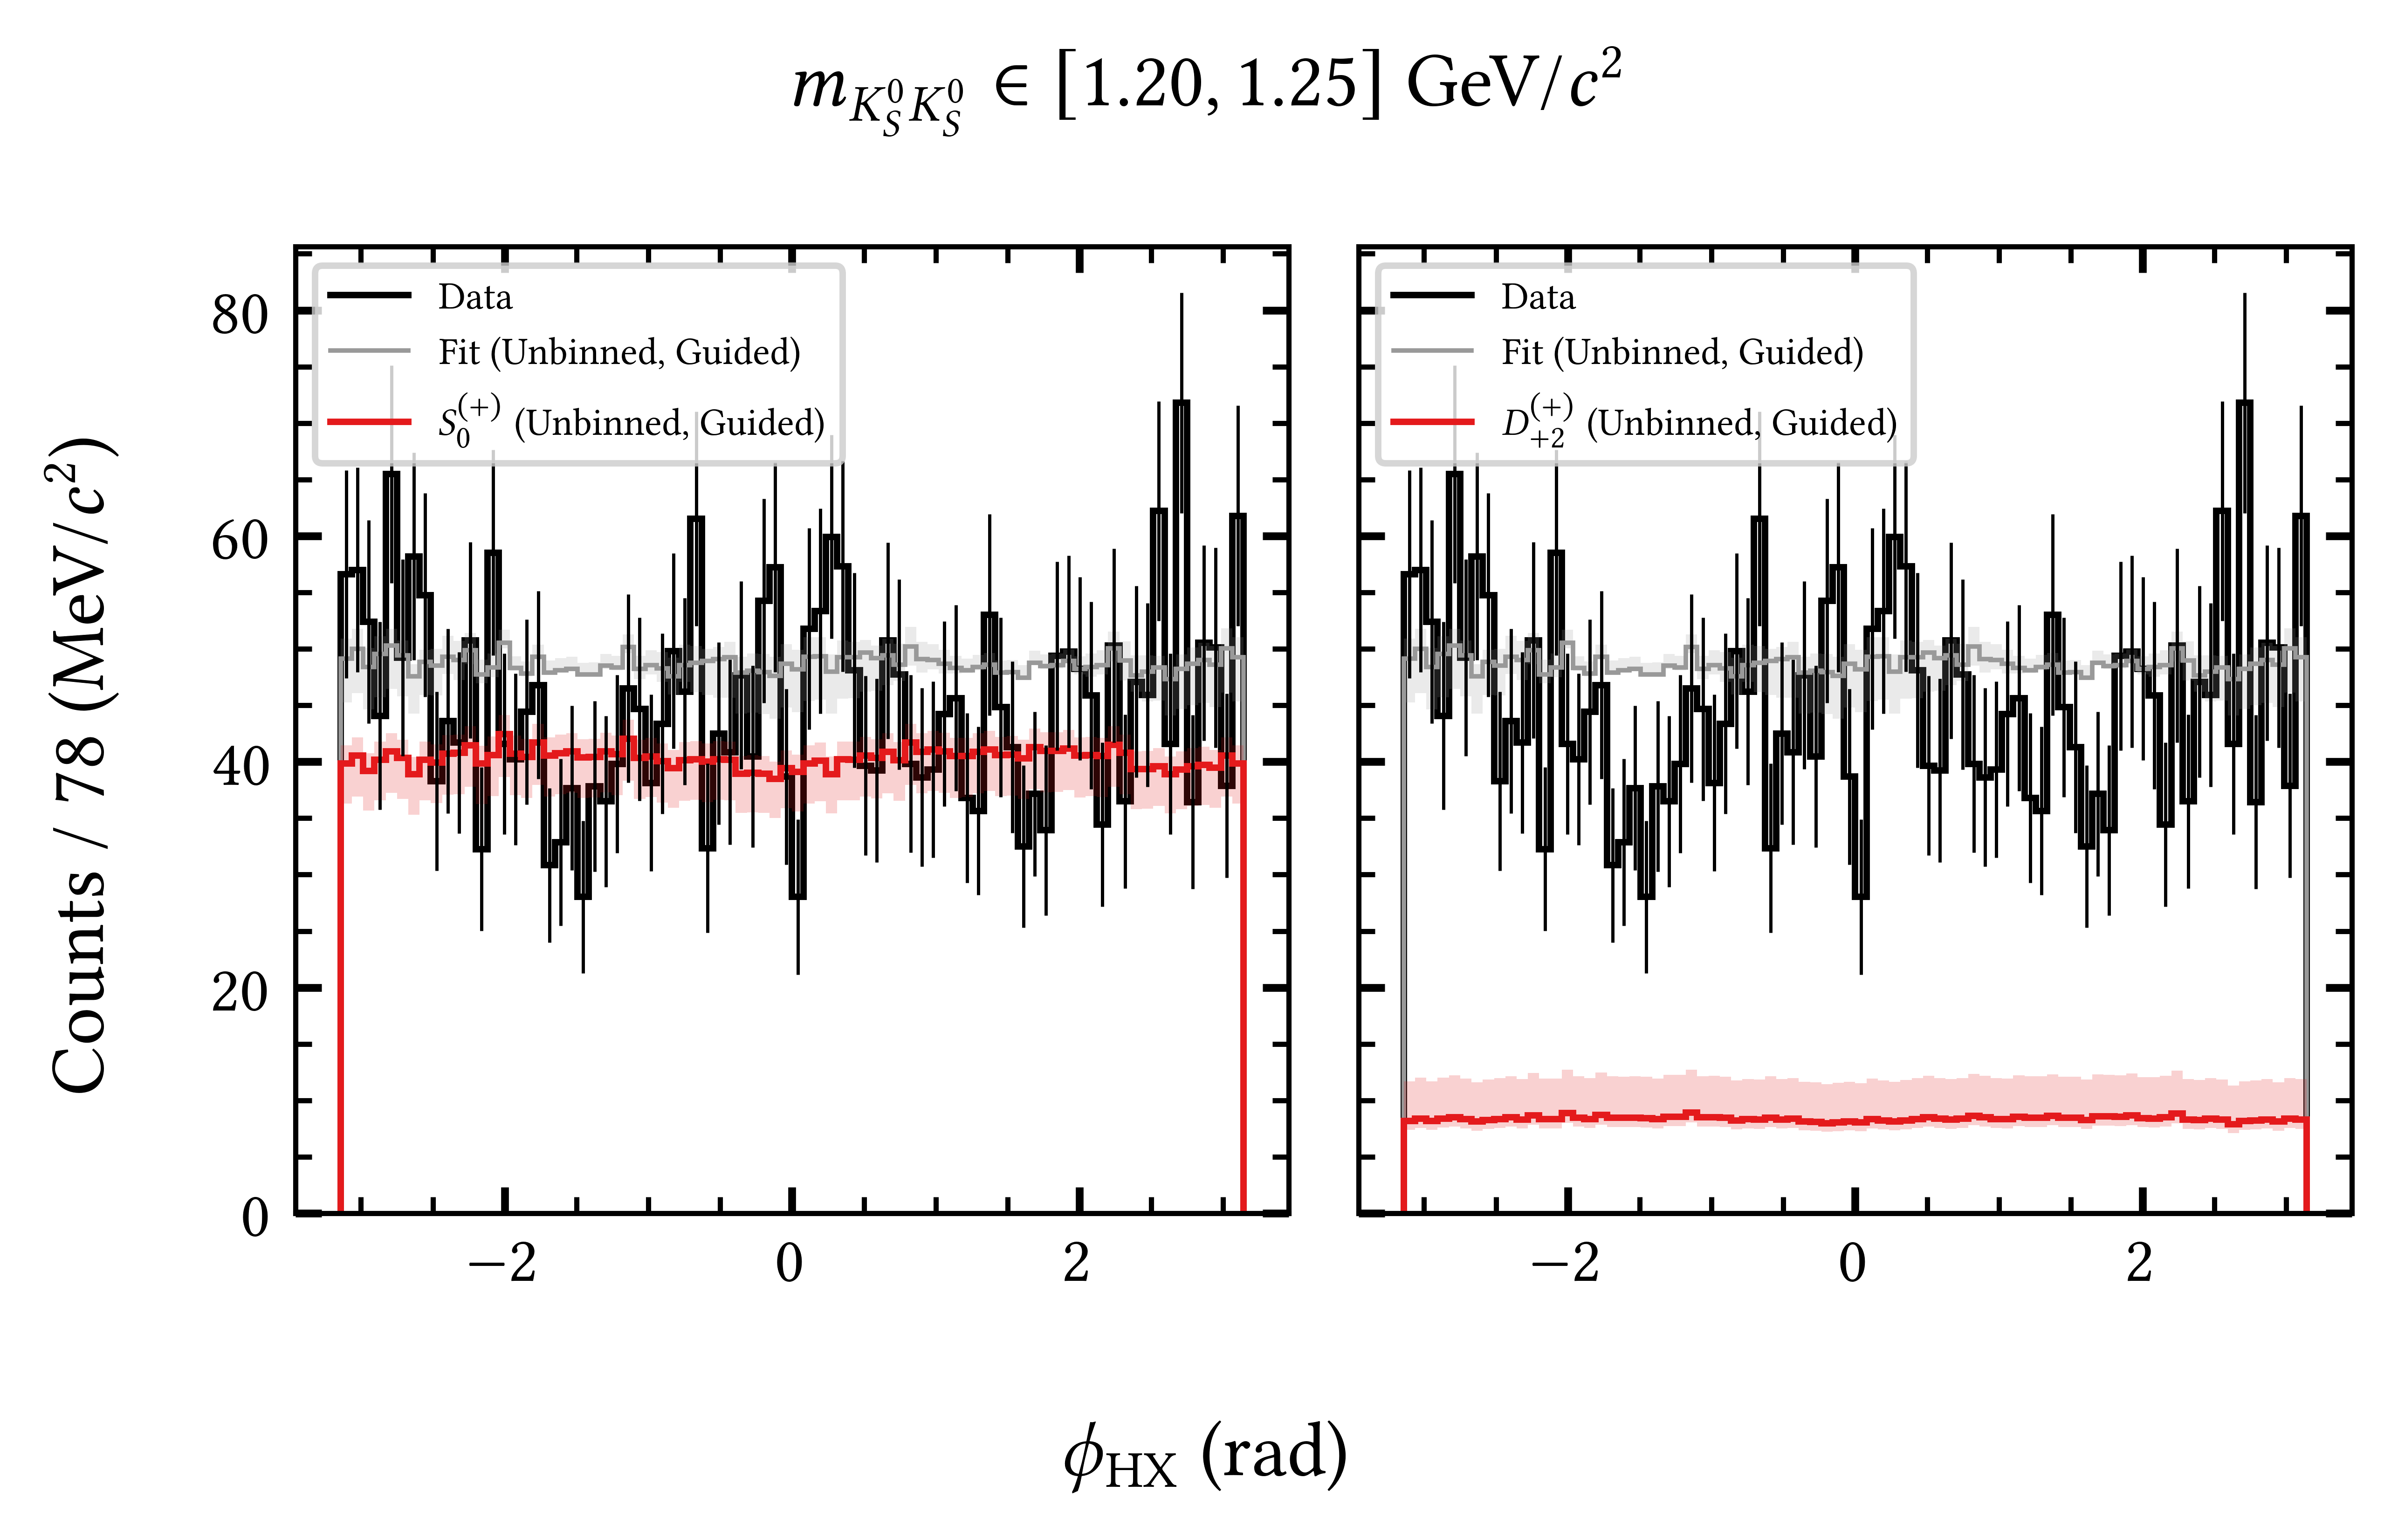 m_{K_S^0 K_S^0} ∈ [1.20, 1.25] GeV/c²
Data
Fit (Unbinned, Guided)
S_0^{(+)} (Unbinned, Guided)
Data
Fit (Unbinned, Guided)
D_{+2}^{(+)} (Unbinned, Guided)
Counts / 78 (MeV/c²)
80
60
40
20
0
−2 0 2
−2 0 2
ϕ_HX (rad)